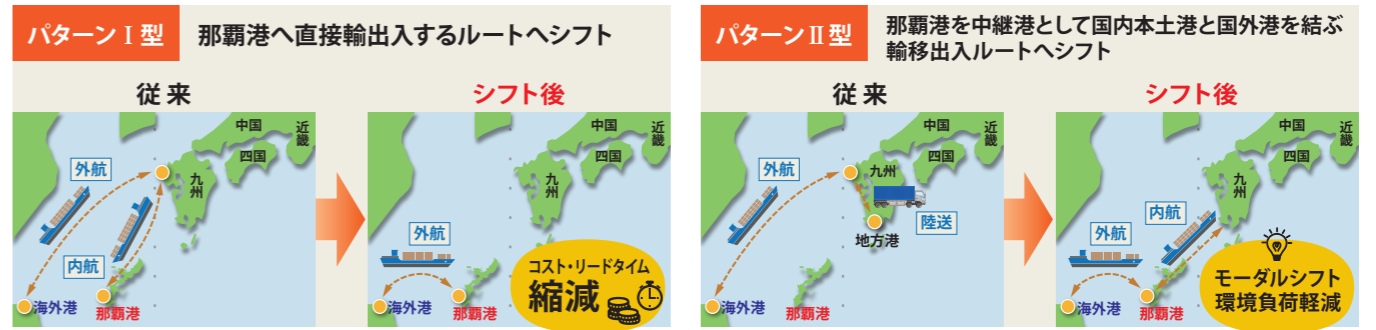 パターンⅠ型
那覇港へ直接輸出入するルートへシフト
従来
中国
近畿
四国
九州
外航
内航
海外港
那覇港
シフト後
中国
近畿
四国
九州
外航
海外港
那覇港
コスト・リードタイム
縮減
パターンⅡ型
那覇港を中継港として国内本土港と国外港を結ぶ
輸移出入ルートへシフト
従来
中国
近畿
四国
九州
外航
陸送
地方港
海外港
那覇港
シフト後
中国
近畿
四国
九州
内航
外航
海外港
那覇港
モーダルシフト
環境負荷軽減